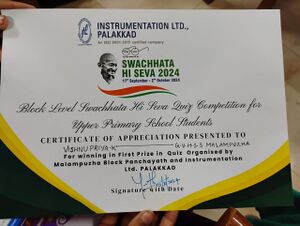 INSTRUMENTATION LTD.,
PALAKKAD
An ISO 9001:2015 certified company
SWACHHATA
HI SEVA 2024
17th September - 2nd October 2024
Block Level Swachhata Hi Seva Quiz Competition for
Upper Primary School Students
CERTIFICATE OF APPRECIATION PRESENTED TO
VISHNUPRIYA·K G·V·H·S·S MALAMPUZHA
For winning in First Prize in Quiz Organised by
Malampuzha Block Panchayath and Instrumentation
Ltd. PALAKKAD
Signature with Date